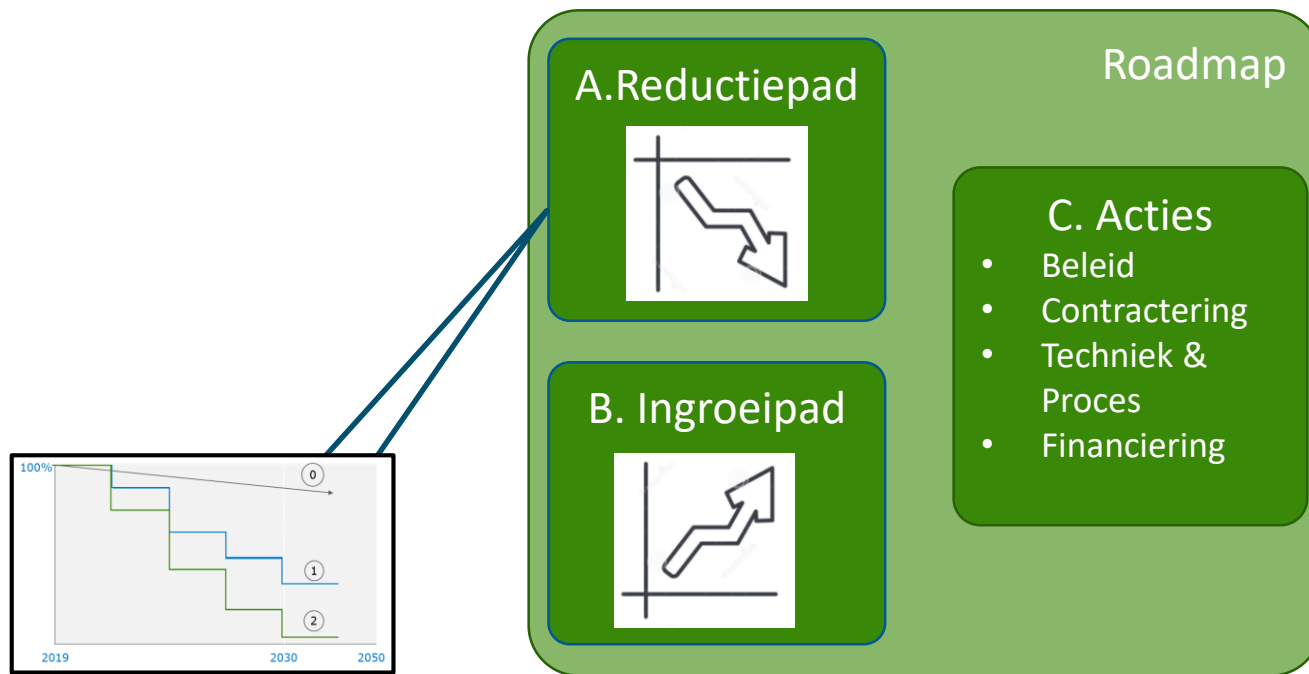 Roadmap
A.Reductiepad
B. Ingroeipad
C. Acties
• Beleid
• Contractering
• Techniek &
Proces
• Financiering
100%
0
1
2
2019
2030
2050